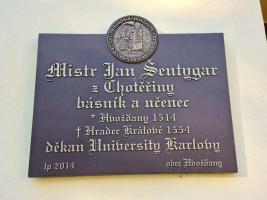 Mistr Jan Šentygar
z Chotěřiny
básník a učenec
* Hvožďany 1514
† Hradec Králové 1554
děkan University Karlovy
lp 2014 obec Hvožďany